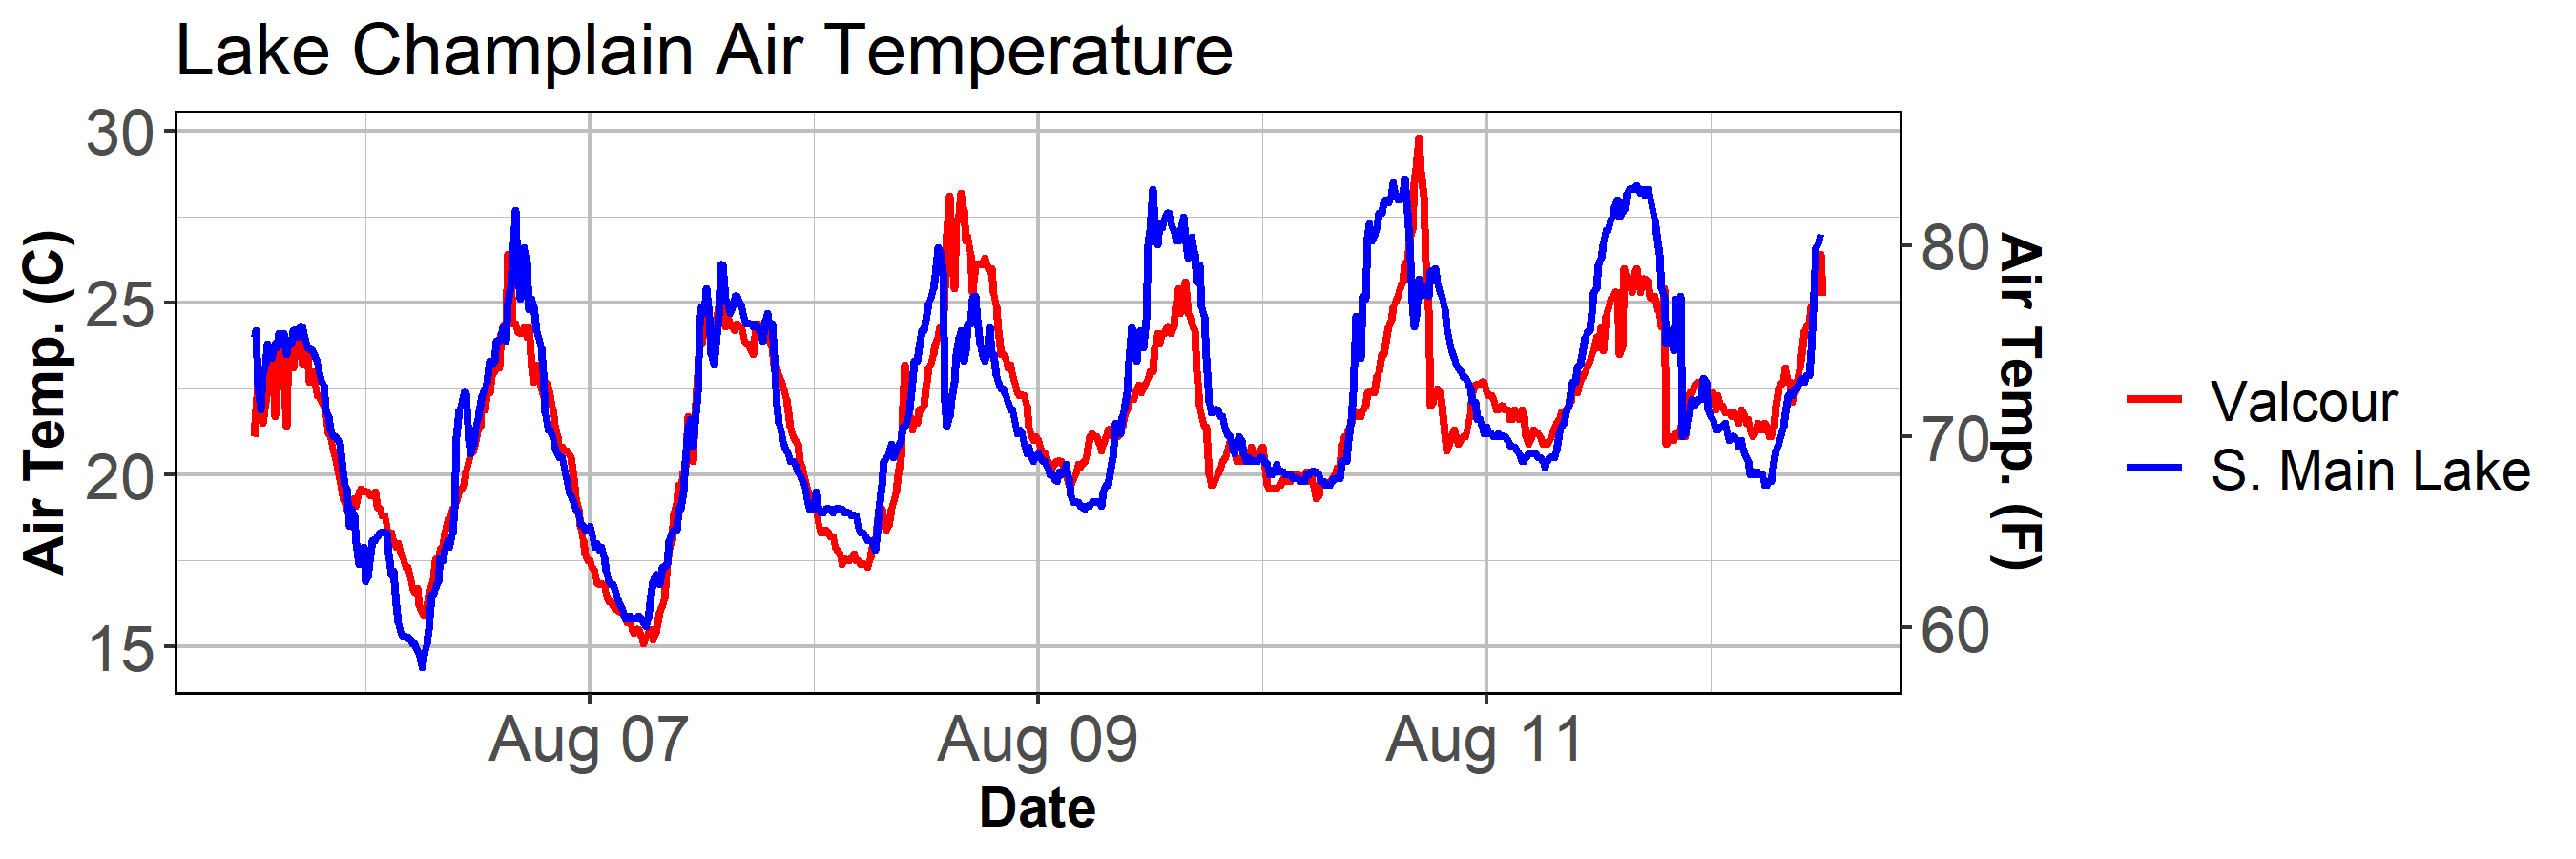 Lake Champlain Air Temperature
Air Temp. (C)
30
25
20
15
80
70
60
Air Temp. (F)
Aug 07
Aug 09
Aug 11
Date
Valcour
S. Main Lake